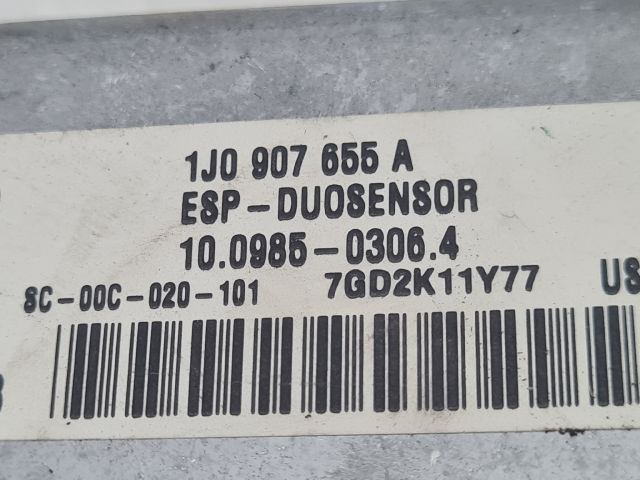 1J0 907 655 A
ESP-DUOSENSOR
10.0985-0306.4
8C-00C-020-101 7GD2K11Y77 US